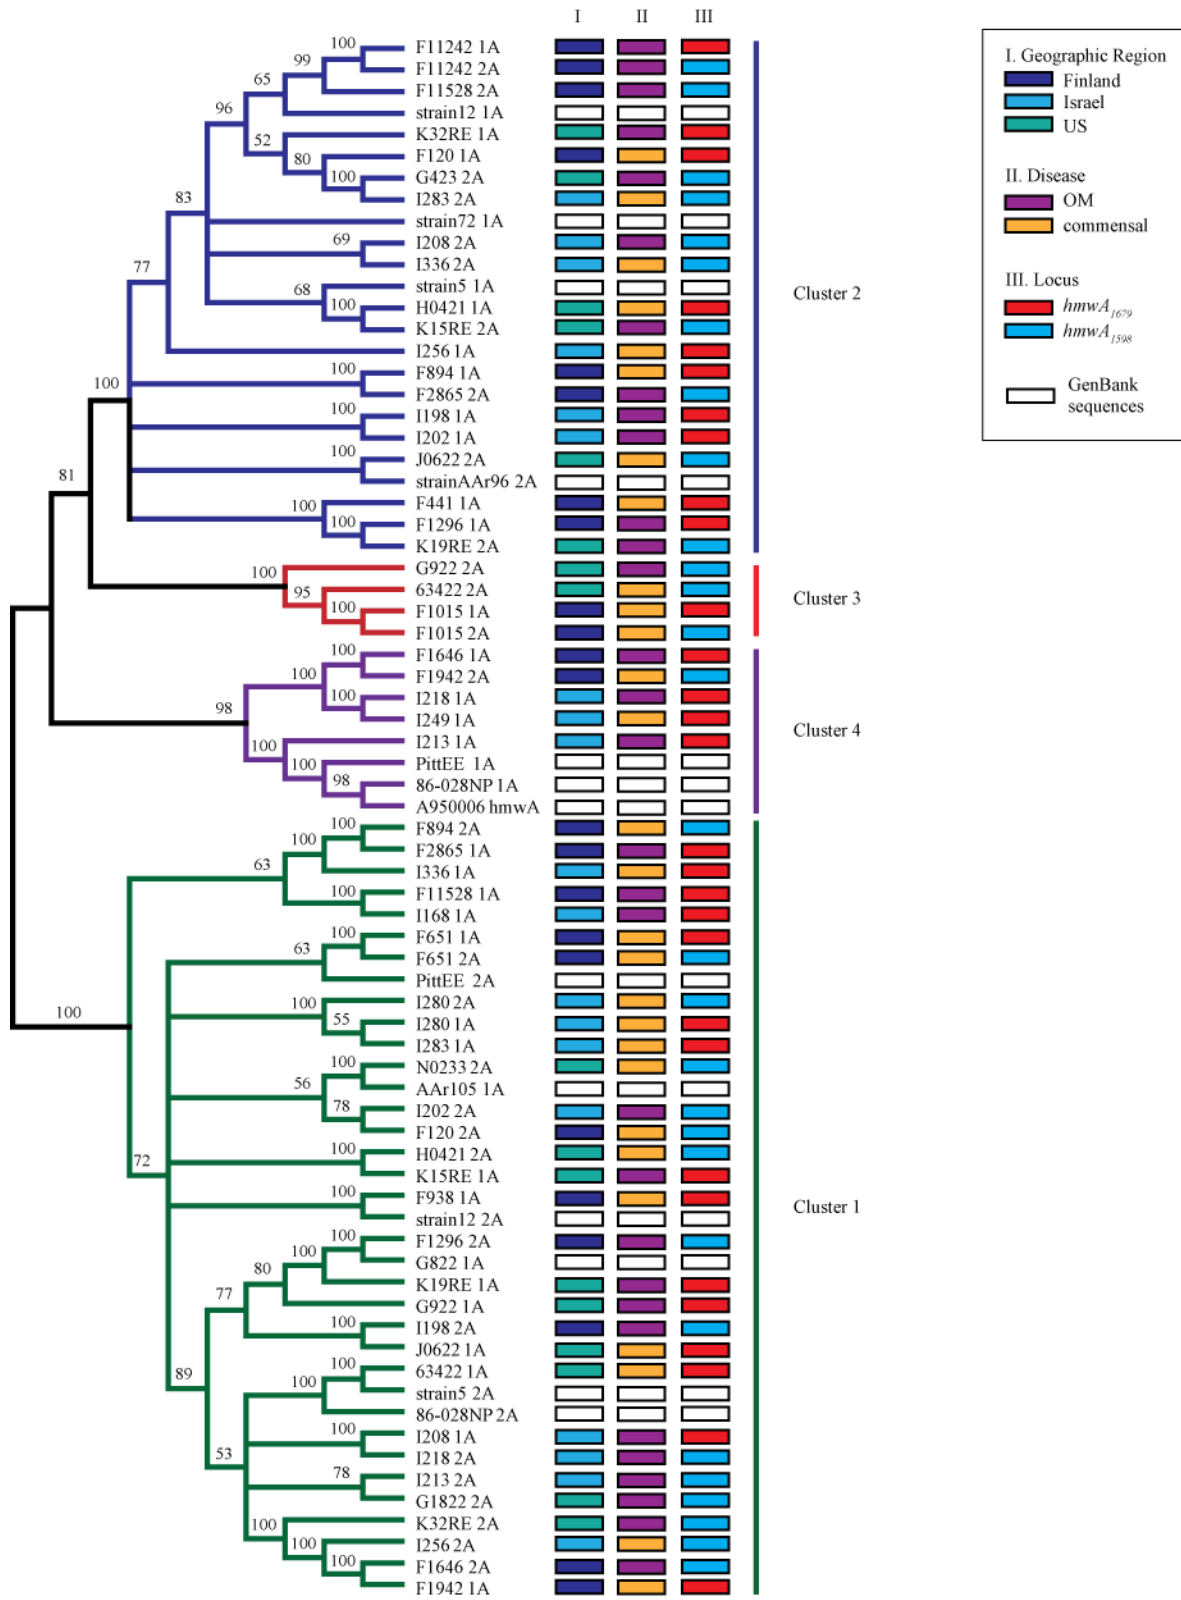 I II III
100 F11242 1A
99 F11242 2A
65 F11528 2A
96 strain12 1A
52 K32RE 1A
80 F120 1A
100 G423 2A
83 I283 2A
strain72 1A
69 I208 2A
77 I336 2A
68 strain5 1A
100 H0421 1A
K15RE 2A
I256 1A
100 F894 1A
100 F2865 2A
100 I198 1A
I202 1A
100 J0622 2A
81 strainAAr96 2A
100 F441 1A
100 F1296 1A
K19RE 2A
Cluster 2
100 G922 2A
95 63422 2A
100 F1015 1A
F1015 2A
Cluster 3
100 F1646 1A
100 F1942 2A
100 I218 1A
98 I249 1A
100 I213 1A
100 PittEE 1A
98 86-028NP 1A
A950006 hmwA
Cluster 4
100 F894 2A
100 F2865 1A
63 I336 1A
100 F11528 1A
I168 1A
100 F651 1A
63 F651 2A
PittEE 2A
100 I280 2A
100 55 I280 1A
I283 1A
100 N0233 2A
56 AAr105 1A
78 I202 2A
F120 2A
100 H0421 2A
72 K15RE 1A
100 F938 1A
strain12 2A
100 F1296 2A
100 G822 1A
80 K19RE 1A
77 G922 1A
100 I198 2A
J0622 1A
100 63422 1A
89 100 strain5 2A
86-028NP 2A
100 I208 1A
53 I218 2A
78 I213 2A
G1822 2A
100 K32RE 2A
100 I256 2A
100 F1646 2A
F1942 1A
Cluster 1
I. Geographic Region
Finland
Israel
US
II. Disease
OM
commensal
III. Locus
hmwA1679
hmwA1598
GenBank
sequences